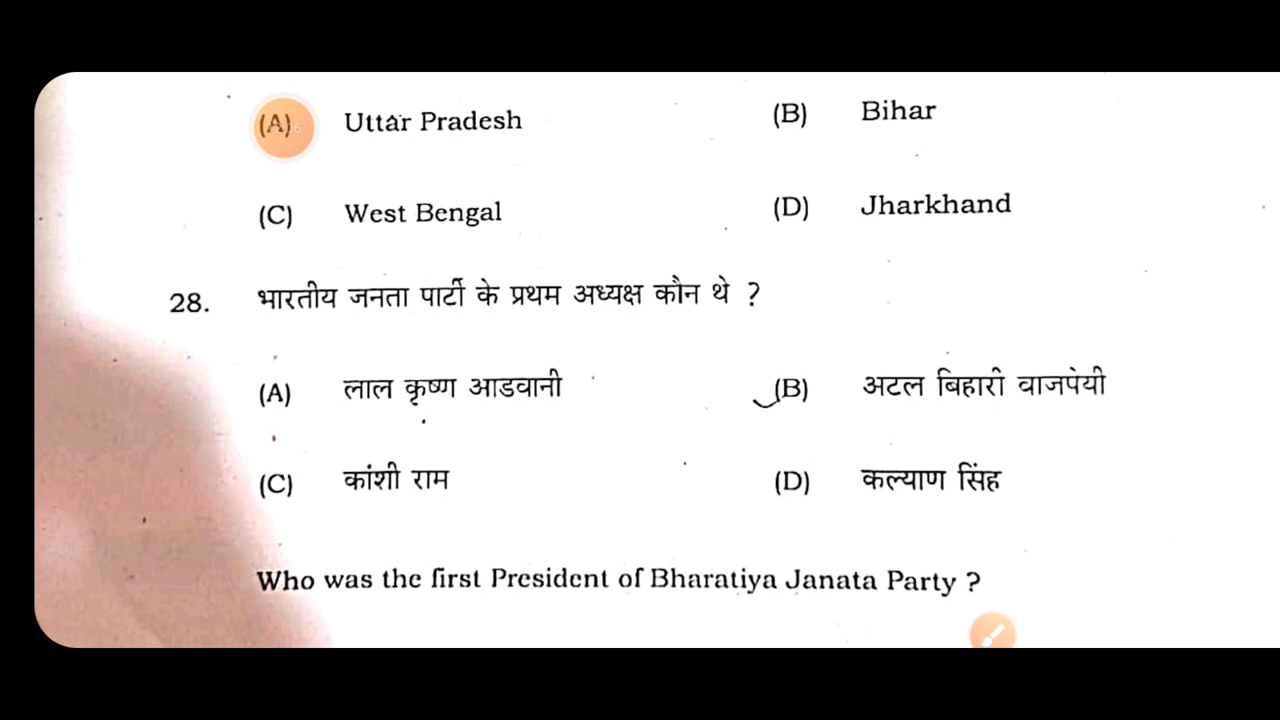 (A) Uttar Pradesh (B) Bihar
(C) West Bengal (D) Jharkhand
28. भारतीय जनता पार्टी के प्रथम अध्यक्ष कौन थे ?
(A) लाल कृष्ण आडवानी (B) अटल बिहारी वाजपेयी
(C) कांशी राम (D) कल्याण सिंह
Who was the first President of Bharatiya Janata Party ?